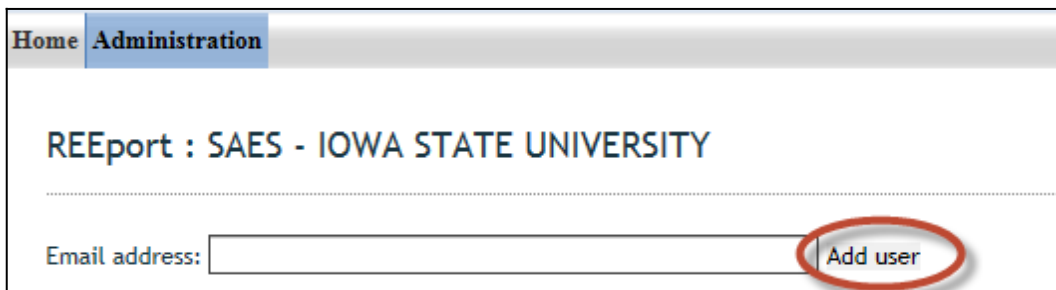 Home Administration
REEport : SAES - IOWA STATE UNIVERSITY
Email address: Add user